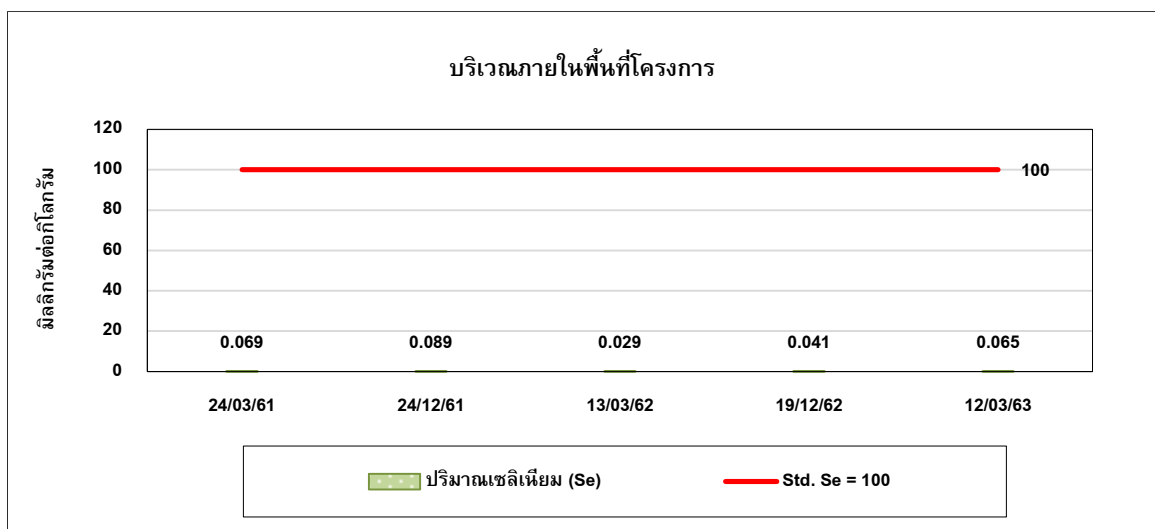 บริเวณภายในพื้นที่โครงการ
มิลลิกรัมต่อกิโลกรัม
120
100
80
60
40
20
0
100
0.069 0.089 0.029 0.041 0.065
24/03/61 24/12/61 13/03/62 19/12/62 12/03/63
ปริมาณเซลิเนียม (Se) Std. Se = 100